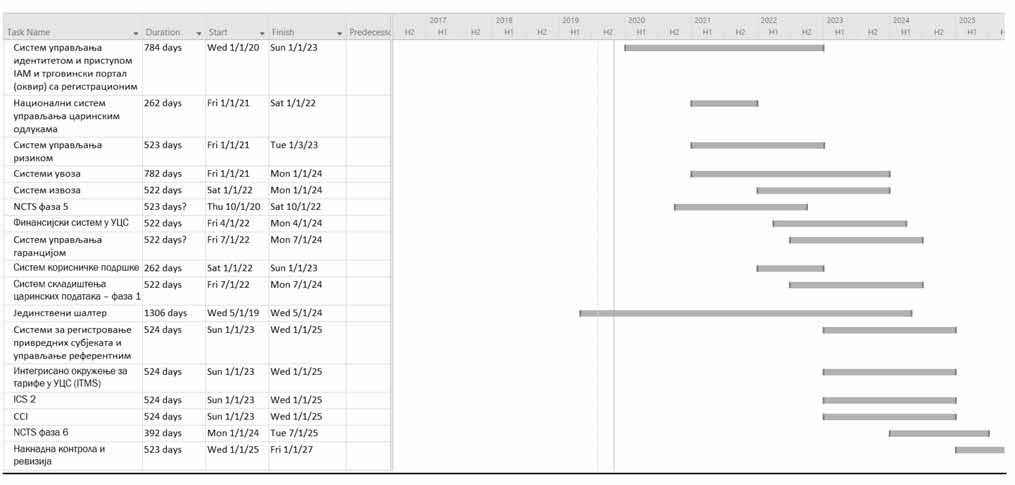 2017 2018 2019 2020 2021 2022 2023 2024 2025
Task Name Duration Start Finish Predecesso H2 H1 H2 H1 H2 H1 H2 H1 H2 H1 H2 H1 H2 H1 H2 H1 H2 H1
Систем управљања 784 days Wed 1/1/20 Sun 1/1/23
идентитетом и приступом
IAM и трговински портал
(оквир) са регистрационим
Национални систем 262 days Fri 1/1/21 Sat 1/1/22
управљања царинским
одлукама
Систем управљања 523 days Fri 1/1/21 Tue 1/3/23
ризиком
Системи увоза 782 days Fri 1/1/21 Mon 1/1/24
Систем извоза 522 days Sat 1/1/22 Mon 1/1/24
NCTS фаза 5 523 days? Thu 10/1/20 Sat 10/1/22
Финансијски систем у УЦС 522 days Fri 4/1/22 Mon 4/1/24
Систем управљања 522 days? Fri 7/1/22 Mon 7/1/24
гаранцијом
Систем корисничке подршке 262 days Sat 1/1/22 Sun 1/1/23
Систем складиштења 522 days Fri 7/1/22 Mon 7/1/24
царинских података – фаза 1
Јединствени шалтер 1306 days Wed 5/1/19 Wed 5/1/24
Системи за регистровање 524 days Sun 1/1/23 Wed 1/1/25
привредних субјеката и
управљање референтним
Интегрисано окружење за 524 days Sun 1/1/23 Wed 1/1/25
тарифе у УЦС (ITMS)
ICS 2 524 days Sun 1/1/23 Wed 1/1/25
CCI 524 days Sun 1/1/23 Wed 1/1/25
NCTS фаза 6 392 days Mon 1/1/24 Tue 7/1/25
Накнадна контрола и 523 days Wed 1/1/25 Fri 1/1/27
ревизија